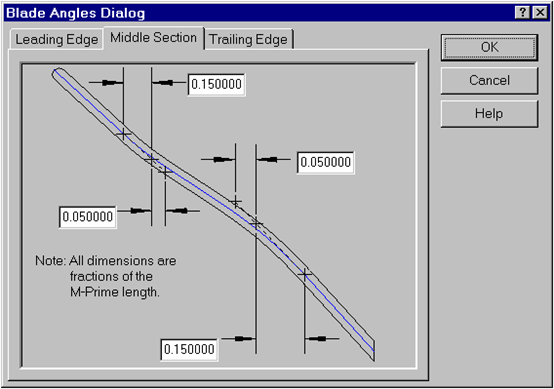 Blade Angles Dialog
Leading Edge Middle Section Trailing Edge
OK
Cancel
Help
0.150000
0.050000
0.050000
Note: All dimensions are
fractions of the
M-Prime length.
0.150000